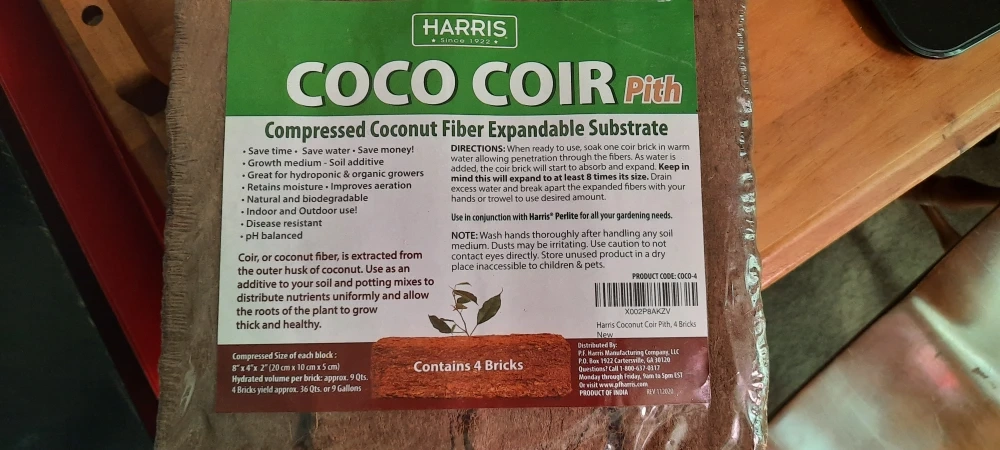 HARRIS
• Since 1922 •
COCO COIR Pith
Compressed Coconut Fiber Expandable Substrate
• Save time • Save water • Save money!
• Growth medium - Soil additive
• Great for hydroponic & organic growers
• Retains moisture • Improves aeration
• Natural and biodegradable
• Indoor and Outdoor use!
• Disease resistant
• pH balanced
Coir, or coconut fiber, is extracted from
the outer husk of coconut. Use as an
additive to your soil and potting mixes to
distribute nutrients uniformly and allow
the roots of the plant to grow
thick and healthy.
DIRECTIONS: When ready to use, soak one coir brick in warm
water allowing penetration through the fibers. As water is
added, the coir brick will start to absorb and expand. Keep in
mind this will expand to at least 8 times its size. Drain
excess water and break apart the expanded fibers with your
hands or trowel to use desired amount.
Use in conjunction with Harris® Perlite for all your gardening needs.
NOTE: Wash hands thoroughly after handling any soil
medium. Dusts may be irritating. Use caution to not
contact eyes directly. Store unused product in a dry
place inaccessible to children & pets.
PRODUCT CODE: COCO-4
X002P8AKZV
Harris Coconut Coir Pith, 4 Bricks
New
Compressed Size of each block :
8" x 4"x 2" (20 cm x 10 cm x 5 cm)
Hydrated volume per brick: approx. 9 Qts.
4 Bricks yield approx. 36 Qts. or 9 Gallons
Contains 4 Bricks
Distributed By:
P.F. Harris Manufacturing Company, LLC
P.O. Box 1922 Cartersville, GA 30120
Questions? Call 1-800-637-0317
Monday through Friday, 9am to 5pm EST
Or visit www.pfharris.com
PRODUCT OF INDIA
REV 112020